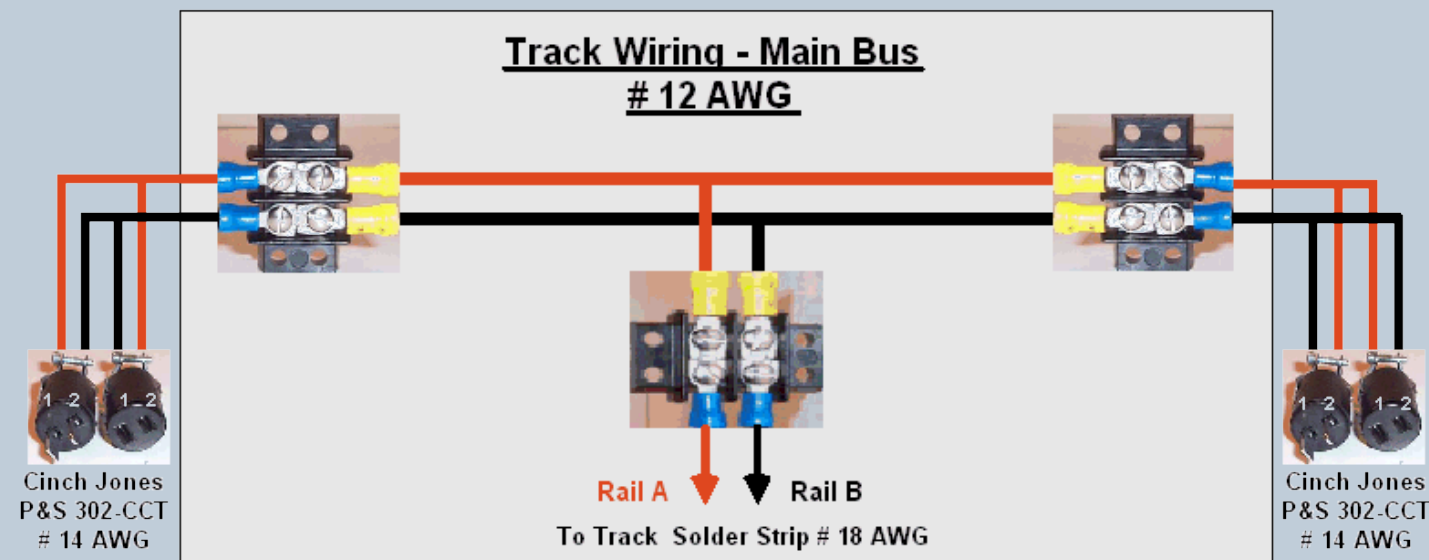 Track Wiring - Main Bus
# 12 AWG
1 2
1 2
Cinch Jones
P&S 302-CCT
# 14 AWG
Rail A
Rail B
To Track Solder Strip # 18 AWG
1 2
1 2
Cinch Jones
P&S 302-CCT
# 14 AWG